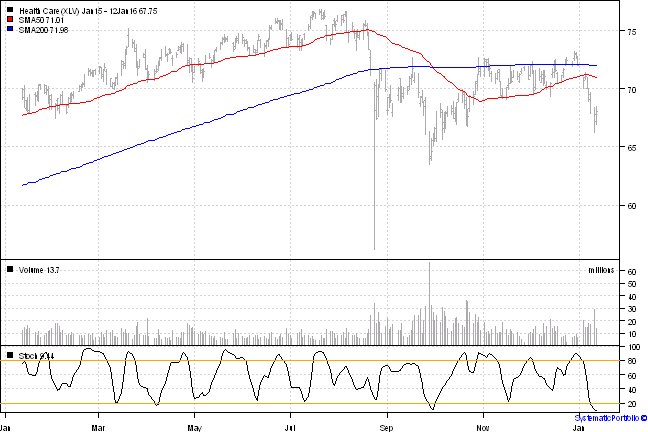 Health Care (XLV) Jan15 - 12Jan16 67.75
SMA50 71.01
SMA200 71.98
75
70
65
60
Volume 13.7
millions
60
50
40
30
20
10
100
80
60
40
20
Jan
Mar
May
Jul
Sep
Nov
Jan
SystematicPortfolio ©